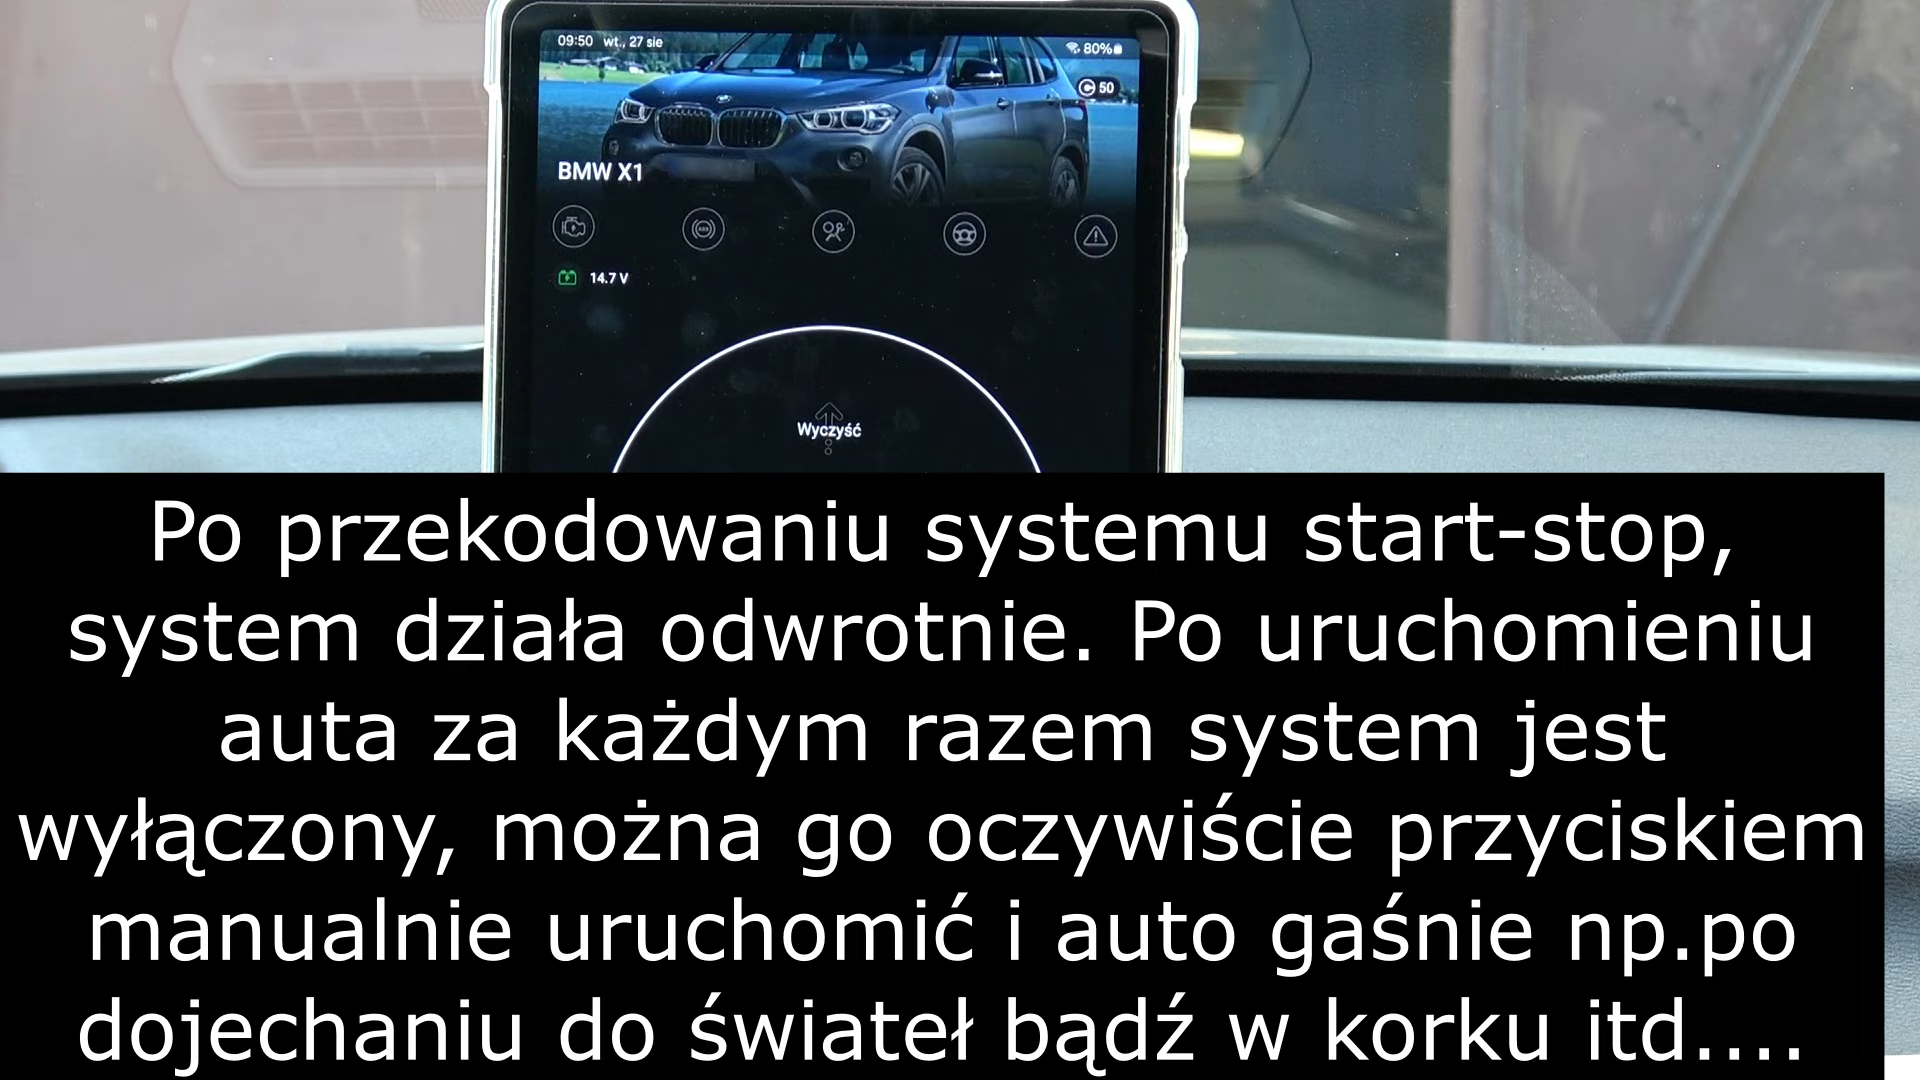 09:50 wt., 27 sie
80%
50
BMW X1
ABS
14.7 V
Wyczyść
Po przekodowaniu systemu start-stop,
system działa odwrotnie. Po uruchomieniu
auta za każdym razem system jest
wyłączony, można go oczywiście przyciskiem
manualnie uruchomić i auto gaśnie np.po
dojechaniu do świateł bądź w korku itd....